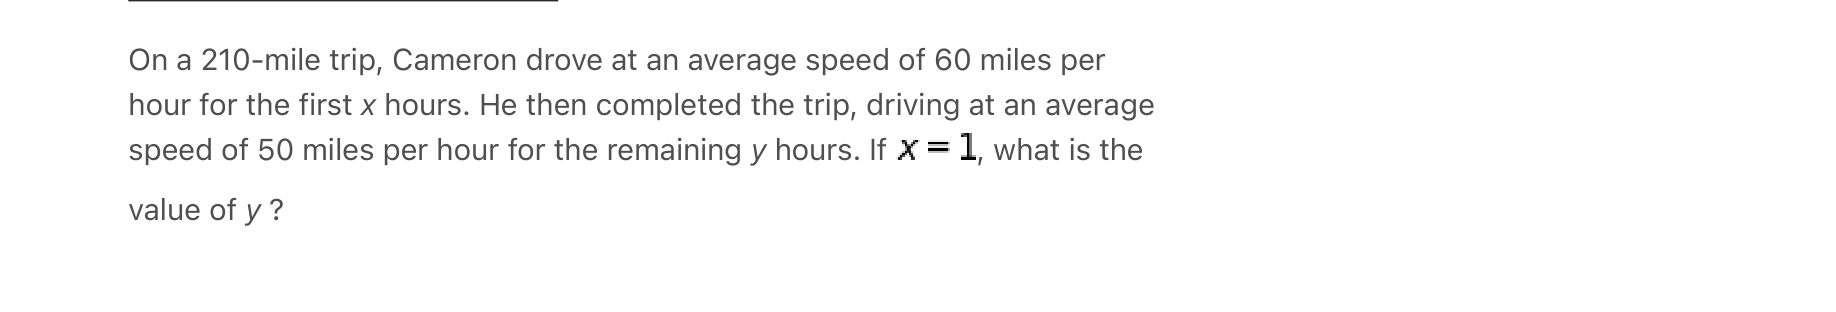 On a 210-mile trip, Cameron drove at an average speed of 60 miles per
hour for the first x hours. He then completed the trip, driving at an average
speed of 50 miles per hour for the remaining y hours. If x = 1, what is the
value of y ?